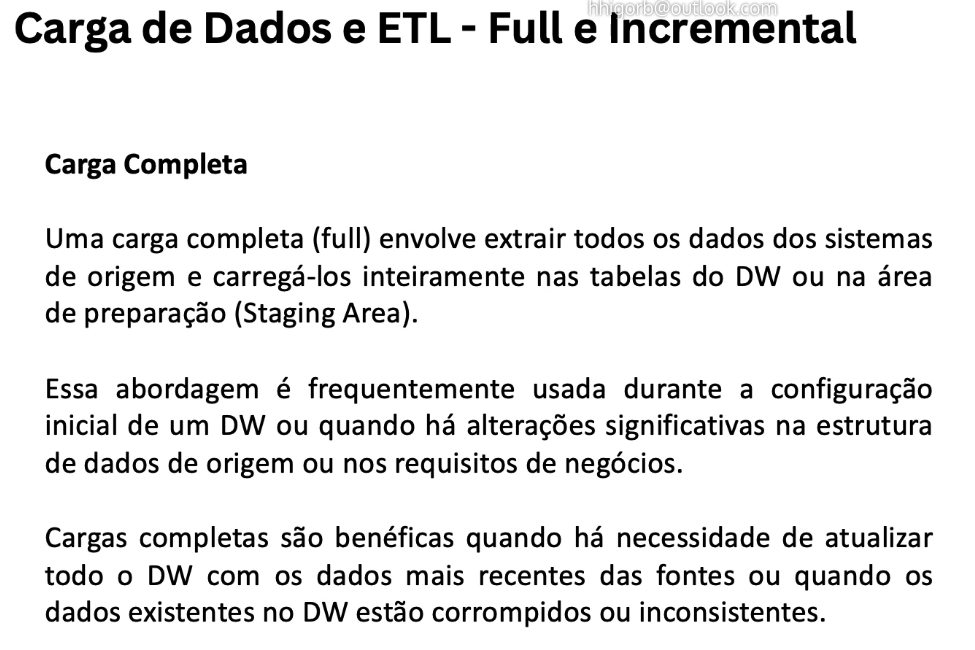 hhigorb@outlook.com
Carga de Dados e ETL - Full e Incremental
Carga Completa
Uma carga completa (full) envolve extrair todos os dados dos sistemas
de origem e carregá-los inteiramente nas tabelas do DW ou na área
de preparação (Staging Area).
Essa abordagem é frequentemente usada durante a configuração
inicial de um DW ou quando há alterações significativas na estrutura
de dados de origem ou nos requisitos de negócios.
Cargas completas são benéficas quando há necessidade de atualizar
todo o DW com os dados mais recentes das fontes ou quando os
dados existentes no DW estão corrompidos ou inconsistentes.